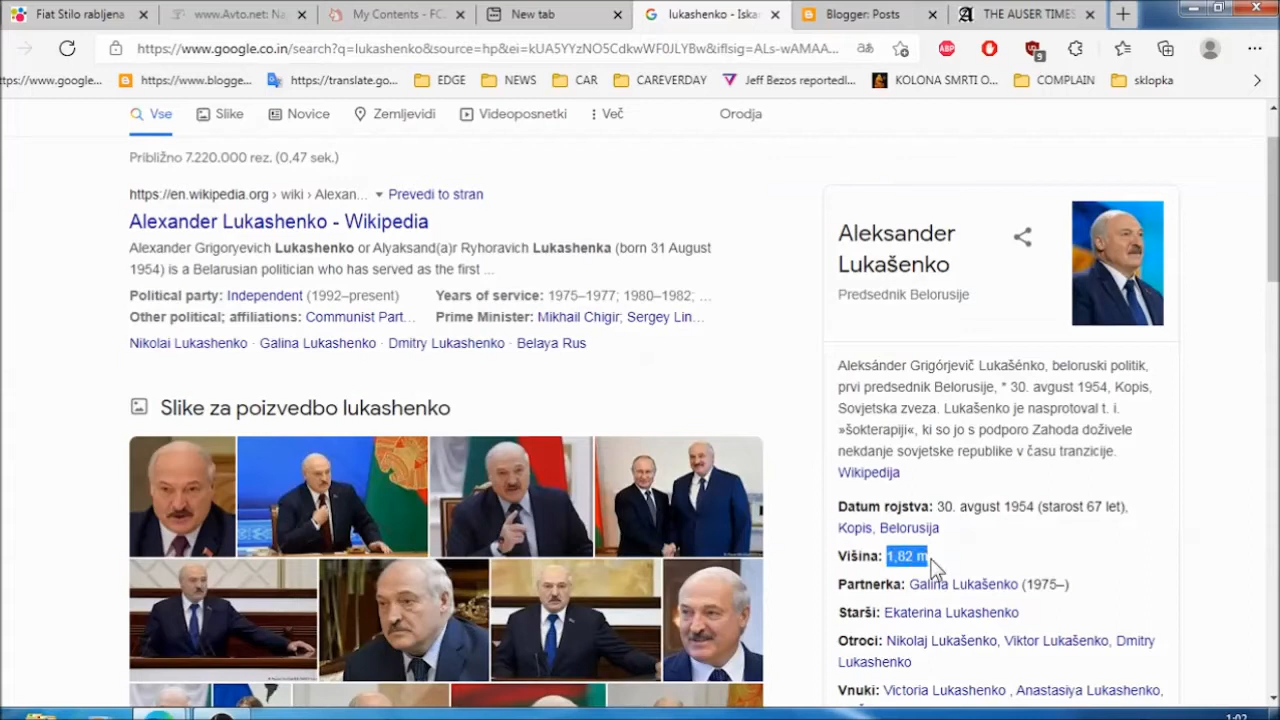 Fiat Stilo rabljena
www.Avto.net: Na
My Contents - FC
New tab
lukashenko - Iska
Blogger: Posts
THE AUSER TIMES
https://www.google.co.in/search?q=lukashenko&source=hp&ei=kUA5YYzNO5CdkwWF0JLYBw&iflsig=ALs-wAMAA...
aあ
ABP
9
ttps://www.google...
https://www.blogge...
https://translate.go...
EDGE
NEWS
CAR
CAREVERDAY
Jeff Bezos reportedl...
KOLONA SMRTI O...
COMPLAIN
sklopka
Vse
Slike
Novice
Zemljevidi
Videoposnetki
Več
Orodja
Približno 7.220.000 rez. (0,47 sek.)
https://en.wikipedia.org › wiki › Alexan... Prevedi to stran
Alexander Lukashenko - Wikipedia
Alexander Grigoryevich Lukashenko or Alyaksand(a)r Ryhoravich Lukashenka (born 31 August
1954) is a Belarusian politician who has served as the first ...
Political party: Independent (1992–present) Years of service: 1975–1977; 1980–1982; ...
Other political; affiliations: Communist Part... Prime Minister: Mikhail Chigir; Sergey Lin...
Nikolai Lukashenko · Galina Lukashenko · Dmitry Lukashenko · Belaya Rus
Slike za poizvedbo lukashenko
Aleksander
Lukašenko
Predsednik Belorusije
Aleksándër Grigórjevič Lukašénko, beloruski politik,
prvi predsednik Belorusije, * 30. avgust 1954, Kopis,
Sovjetska zveza. Lukašenko je nasprotoval t. i.
»šokterapiji«, ki so jo s podporo Zahoda doživele
nekdanje sovjetske republike v času tranzicije.
Wikipedija
Datum rojstva: 30. avgust 1954 (starost 67 let),
Kopis, Belorusija
Višina: 1,82 m
Partnerka: Galina Lukašenko (1975–)
Starši: Ekaterina Lukashenko
Otroci: Nikolaj Lukašenko, Viktor Lukašenko, Dmitry
Lukashenko
Vnuki: Victoria Lukashenko , Anastasiya Lukashenko,
1:02